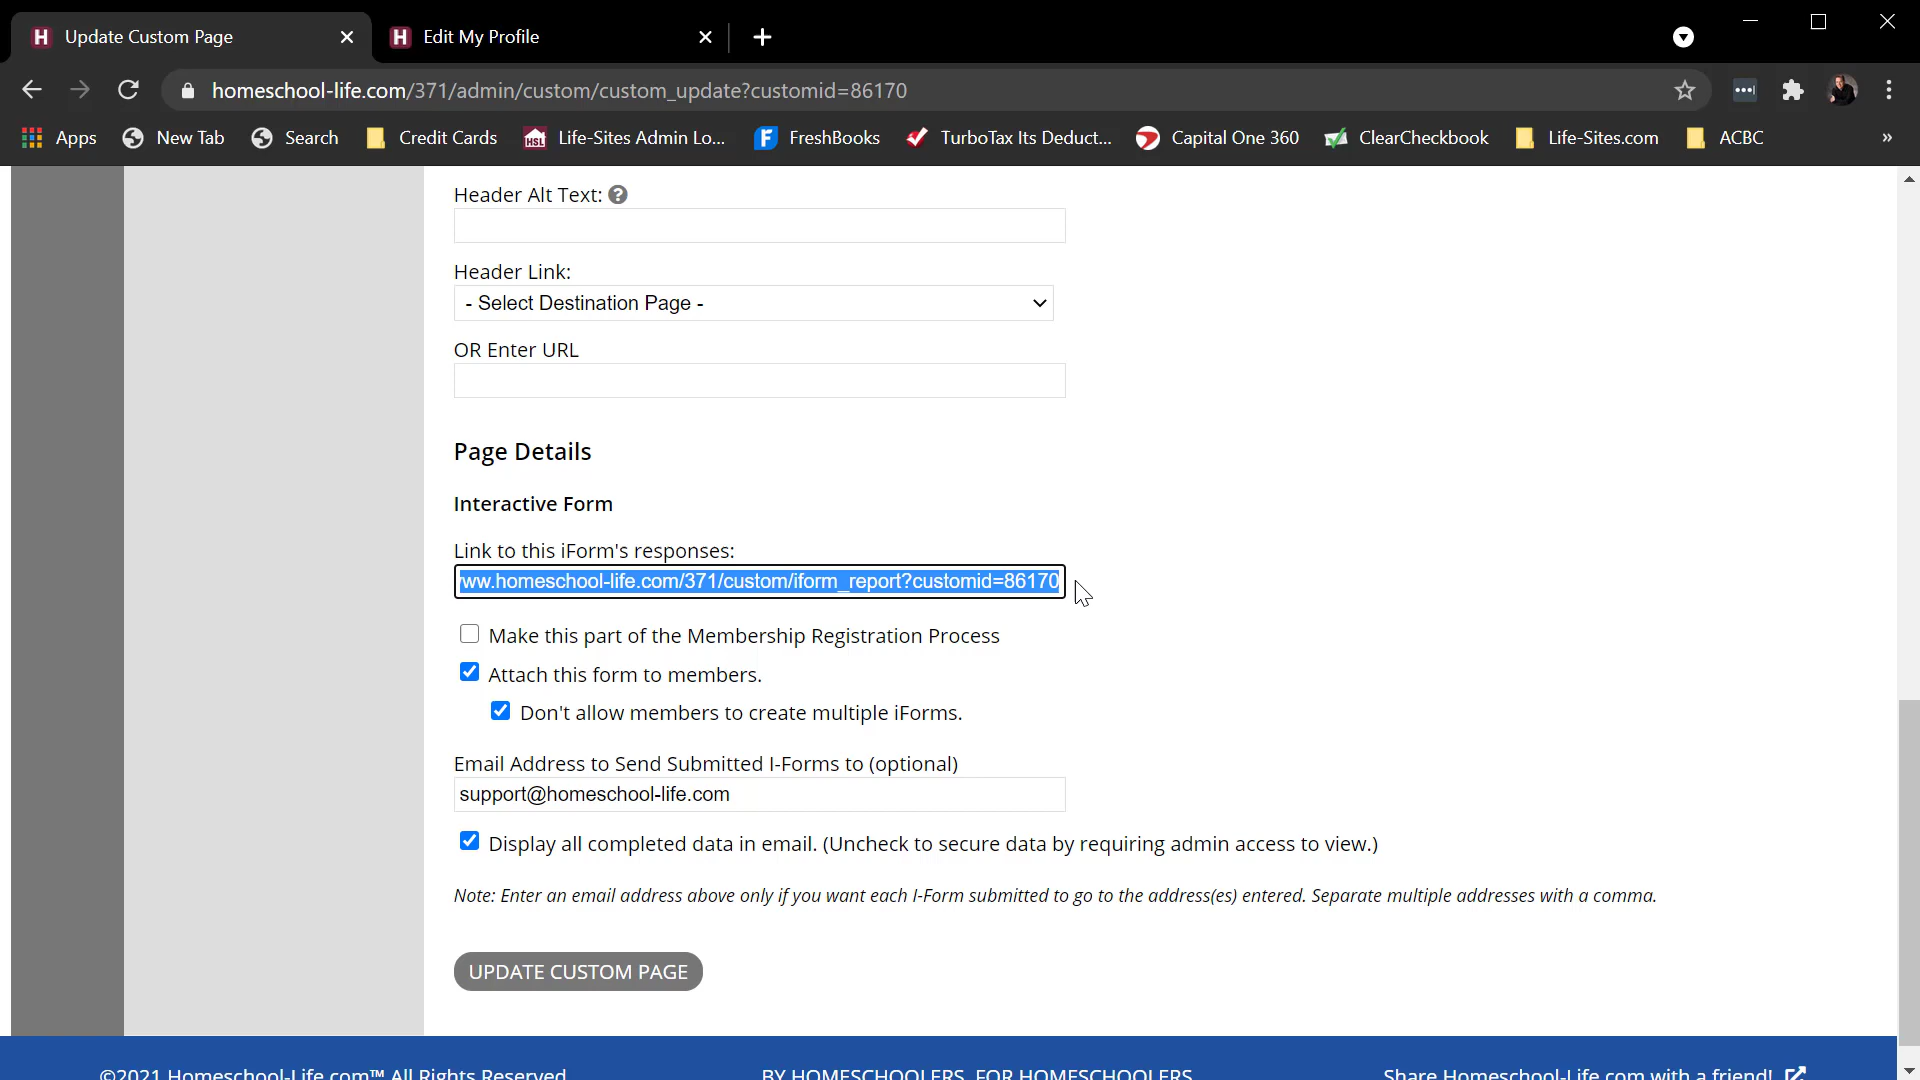 Update Custom Page
Edit My Profile
homeschool-life.com/371/admin/custom/custom_update?customid=86170
Apps New Tab Search Credit Cards Life-Sites Admin Lo... FreshBooks TurboTax Its Deduct... Capital One 360 ClearCheckbook Life-Sites.com ACBC »
Header Alt Text: ?
Header Link:
- Select Destination Page -
OR Enter URL
Page Details
Interactive Form
Link to this iForm's responses:
ww.homeschool-life.com/371/custom/iform_report?customid=86170
Make this part of the Membership Registration Process
Attach this form to members.
Don't allow members to create multiple iForms.
Email Address to Send Submitted I-Forms to (optional)
support@homeschool-life.com
Display all completed data in email. (Uncheck to secure data by requiring admin access to view.)
Note: Enter an email address above only if you want each I-Form submitted to go to the address(es) entered. Separate multiple addresses with a comma.
UPDATE CUSTOM PAGE
©2021 Homeschool-Life.com™ All Rights Reserved
BY HOMESCHOOLERS, FOR HOMESCHOOLERS
Share Homeschool-Life.com with a friend!